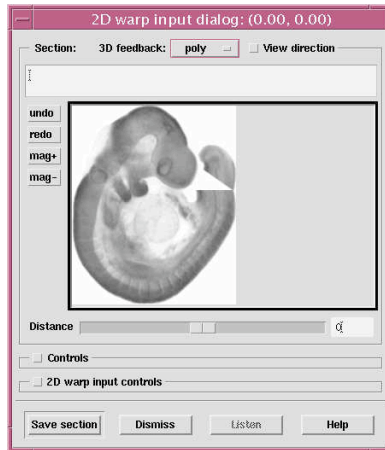 2D warp input dialog: (0.00, 0.00)
Section: 3D feedback: poly View direction
undo
redo
mag+
mag-
Distance 0
Controls
2D warp input controls
Save section Dismiss Listen Help